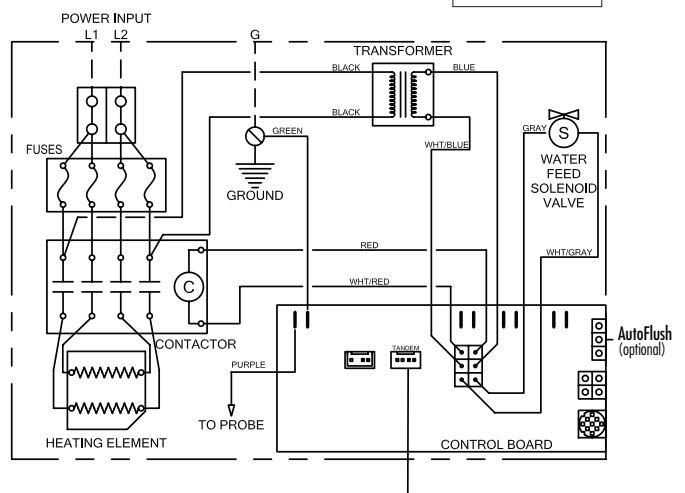 POWER INPUT
L1 L2
G
TRANSFORMER
BLACK
BLUE
BLACK
GREEN
FUSES
GROUND
WHT/BLUE
GRAY
S
WATER
FEED
SOLENOID
VALVE
RED
WHT/GRAY
WHT/RED
C
CONTACTOR
PURPLE
TANDEM
AutoFlush
(optional)
TO PROBE
HEATING ELEMENT
CONTROL BOARD